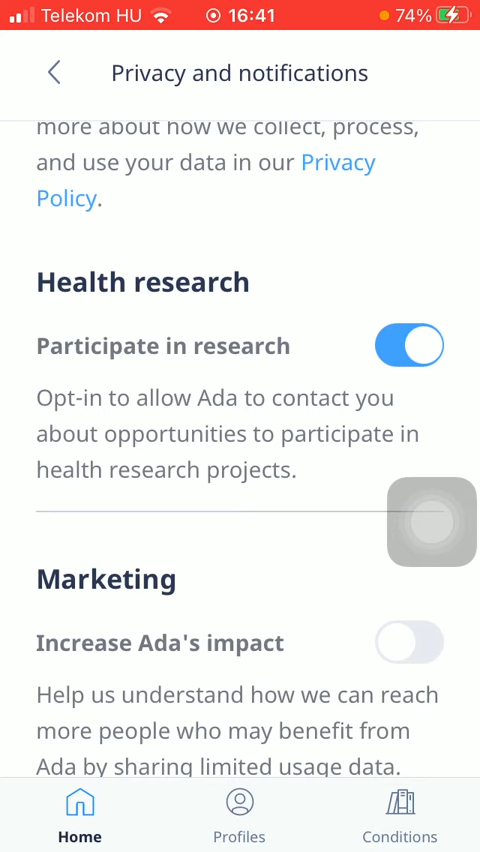 Telekom HU 16:41 74%
Privacy and notifications
more about how we collect, process,
and use your data in our Privacy
Policy.
Health research
Participate in research
Opt-in to allow Ada to contact you
about opportunities to participate in
health research projects.
Marketing
Increase Ada's impact
Help us understand how we can reach
more people who may benefit from
Ada by sharing limited usage data.
Home Profiles Conditions